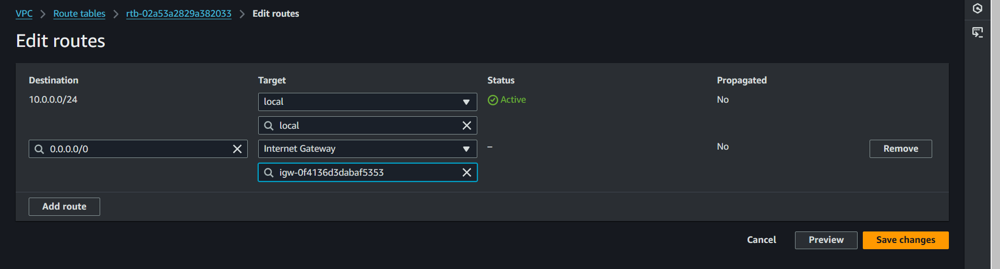 VPC > Route tables > rtb-02a53a2829a382033 > Edit routes
Edit routes
Destination Target Status Propagated
10.0.0.0/24 local Active No
local
0.0.0.0/0 Internet Gateway – No Remove
igw-0f4136d3dabaf5353
Add route
Cancel Preview Save changes